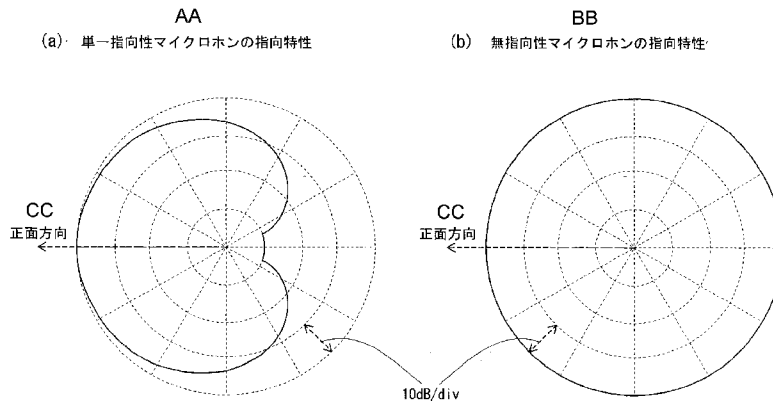 AA
(a) 単一指向性マイクロホンの指向特性
BB
(b) 無指向性マイクロホンの指向特性
CC
正面方向
CC
正面方向
10dB/div